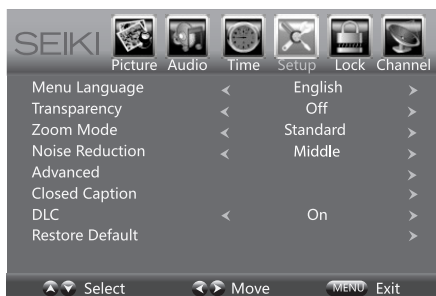 SEIKI
Picture Audio Time Setup Lock Channel
Menu Language English
Transparency Off
Zoom Mode Standard
Noise Reduction Middle
Advanced
Closed Caption
DLC On
Restore Default
Select Move MENU Exit